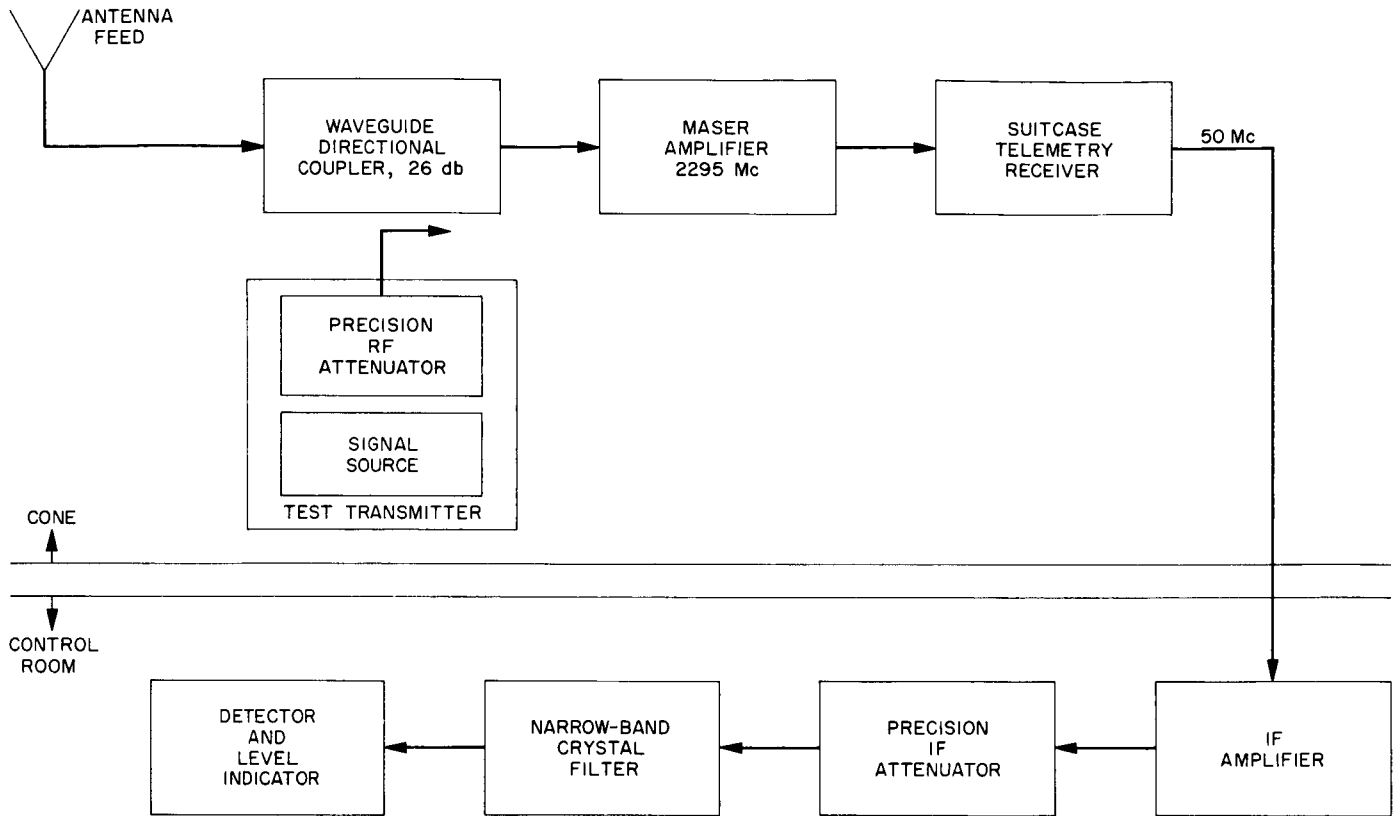 ANTENNA
FEED
WAVEGUIDE
DIRECTIONAL
COUPLER, 26 db
MASER
AMPLIFIER
2295 Mc
SUITCASE
TELEMETRY
RECEIVER
50 Mc
PRECISION
RF
ATTENUATOR
SIGNAL
SOURCE
TEST TRANSMITTER
CONE
CONTROL
ROOM
DETECTOR
AND
LEVEL
INDICATOR
NARROW-BAND
CRYSTAL
FILTER
PRECISION
IF
ATTENUATOR
IF
AMPLIFIER